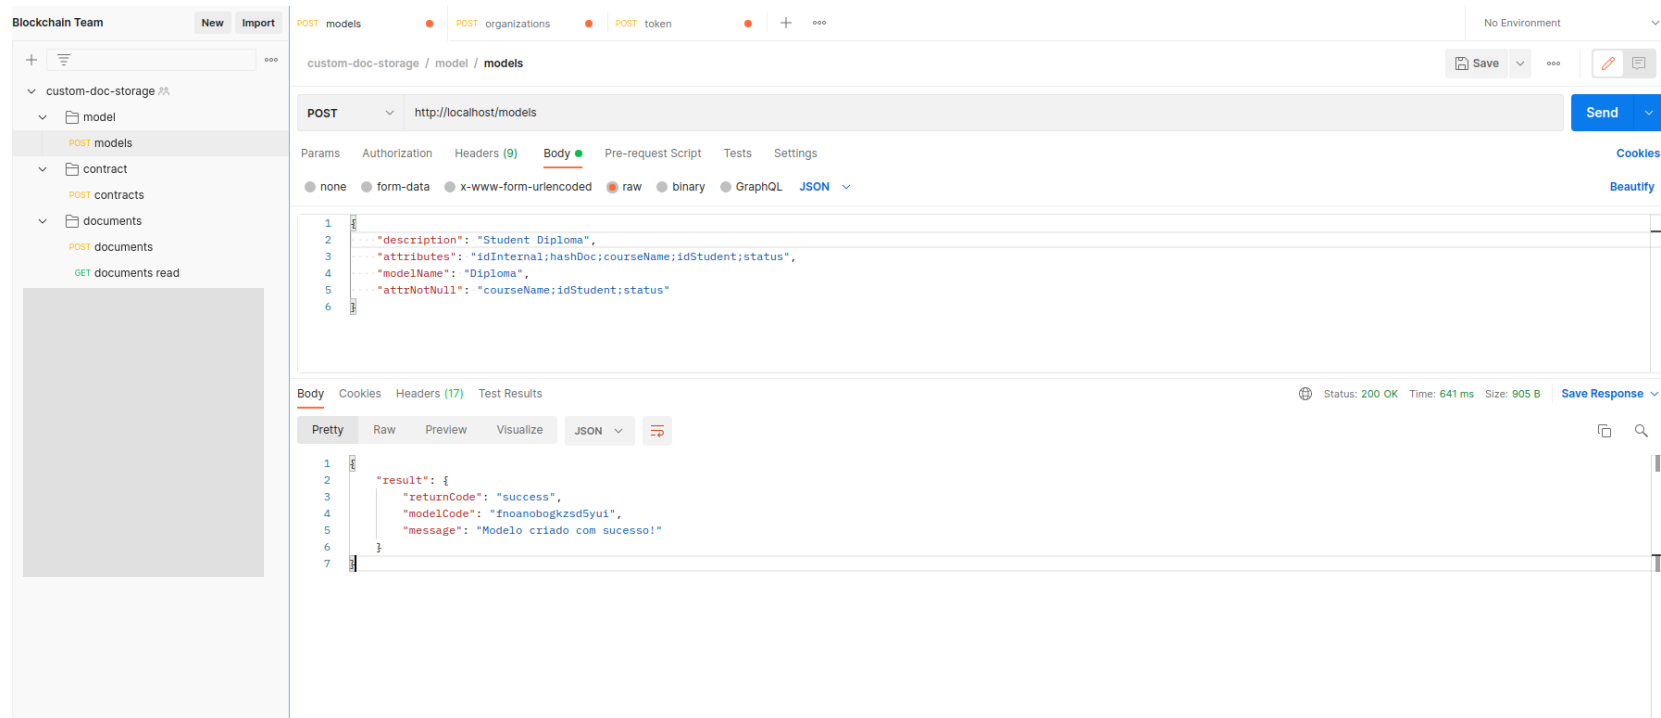 Blockchain Team New Import
custom-doc-storage
model
POST models
contract
POST contracts
documents
POST documents
GET documents read
POST models POST organizations POST token No Environment
custom-doc-storage / model / models Save
POST http://localhost/models Send
Params Authorization Headers (9) Body Pre-request Script Tests Settings Cookies
none form-data x-www-form-urlencoded raw binary GraphQL JSON Beautify
1 {
2 "description": "Student Diploma",
3 "attributes": "idInternal;hashDoc;courseName;idStudent;status",
4 "modelName": "Diploma",
5 "attrNotNull": "courseName;idStudent;status"
6 }
Body Cookies Headers (17) Test Results Status: 200 OK Time: 641 ms Size: 905 B Save Response
Pretty Raw Preview Visualize JSON
1 {
2 "result": {
3 "returnCode": "success",
4 "modelCode": "fnoanobogkzsd5yui",
5 "message": "Modelo criado com sucesso!"
6 }
7 }